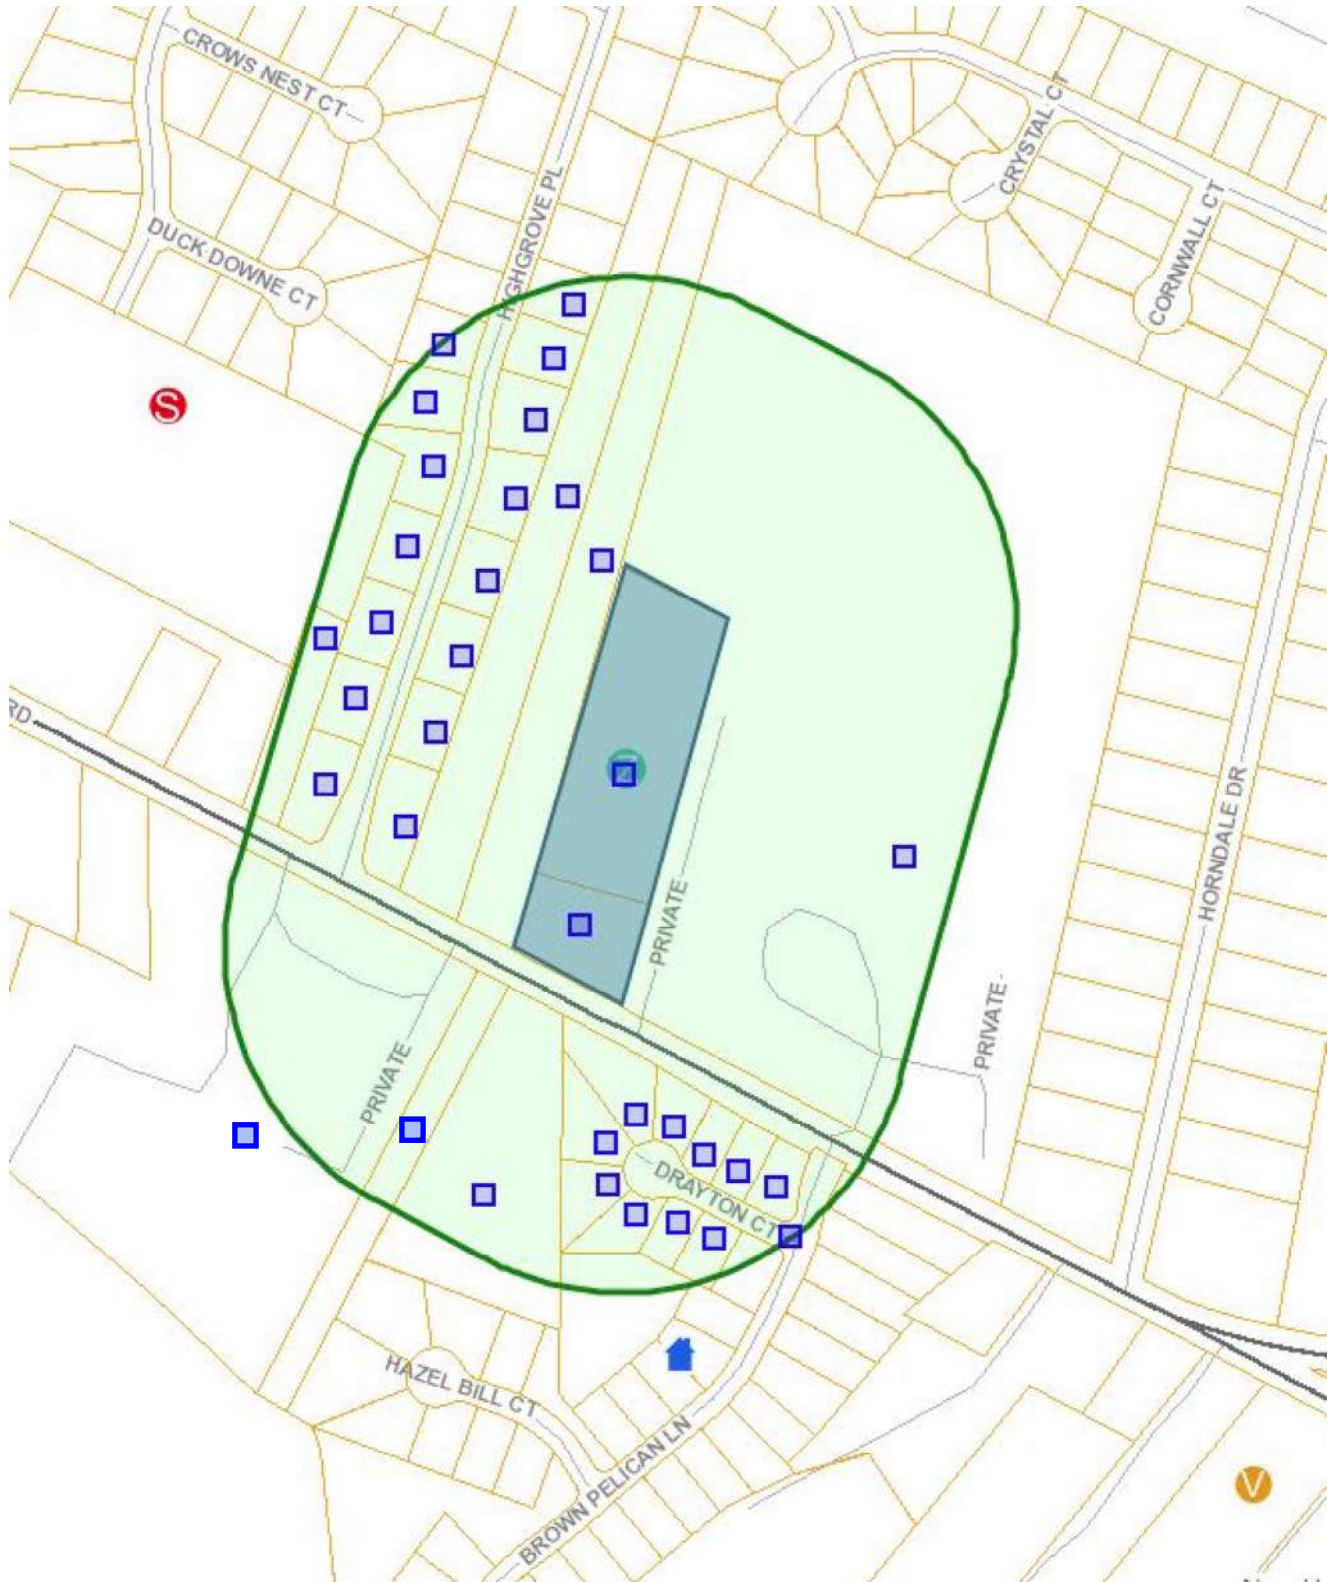 CROWS NEST CT
CRYSTAL CT
HIGHGROVE PL
CORNWALL CT
DUCK DOWNE CT
S
RD
HORNDALE DR
PRIVATE
PRIVATE
PRIVATE
DRAYTON CT
HAZEL BILL CT
BROWN PELICAN LN
V